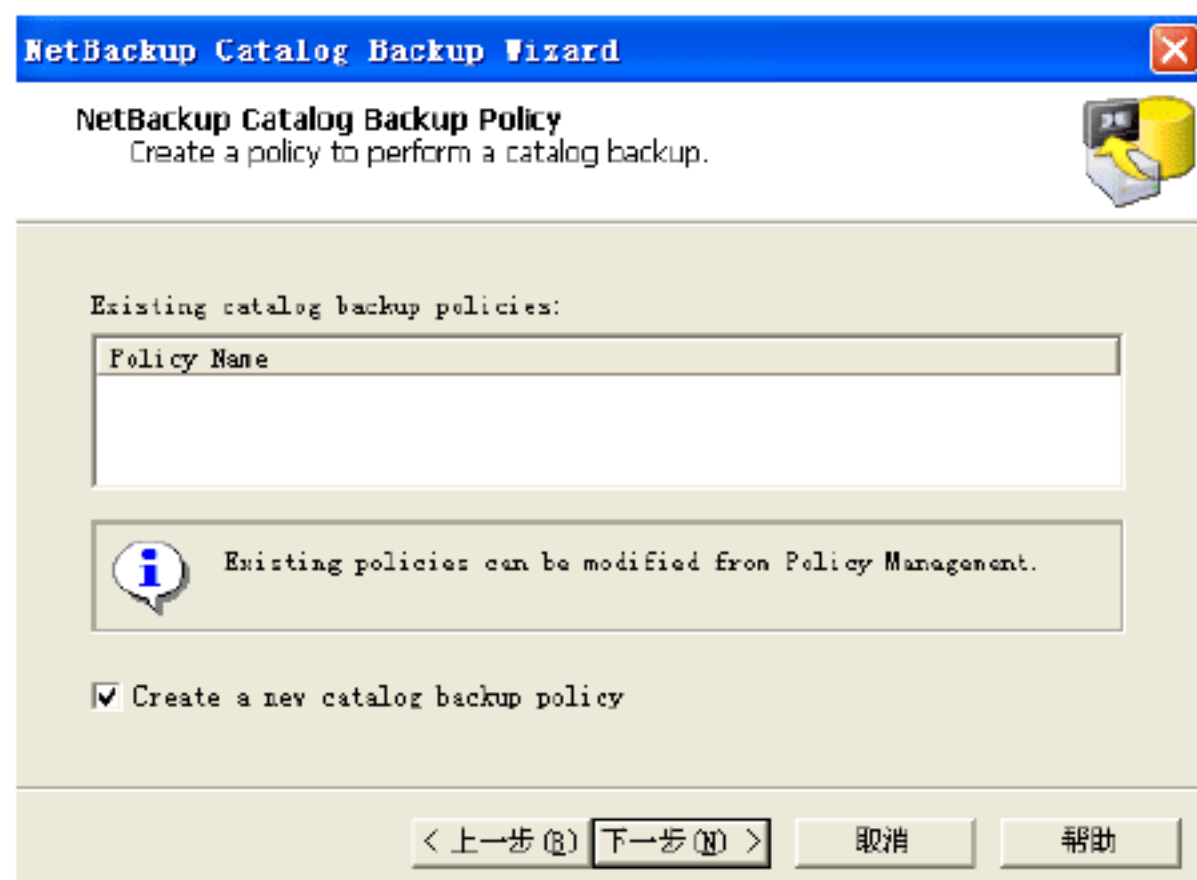 NetBackup Catalog Backup Wizard
NetBackup Catalog Backup Policy
Create a policy to perform a catalog backup.
Existing catalog backup policies:
Policy Name
Existing policies can be modified from Policy Management.
Create a new catalog backup policy
< 上一步(B) 下一步(N) > 取消 帮助